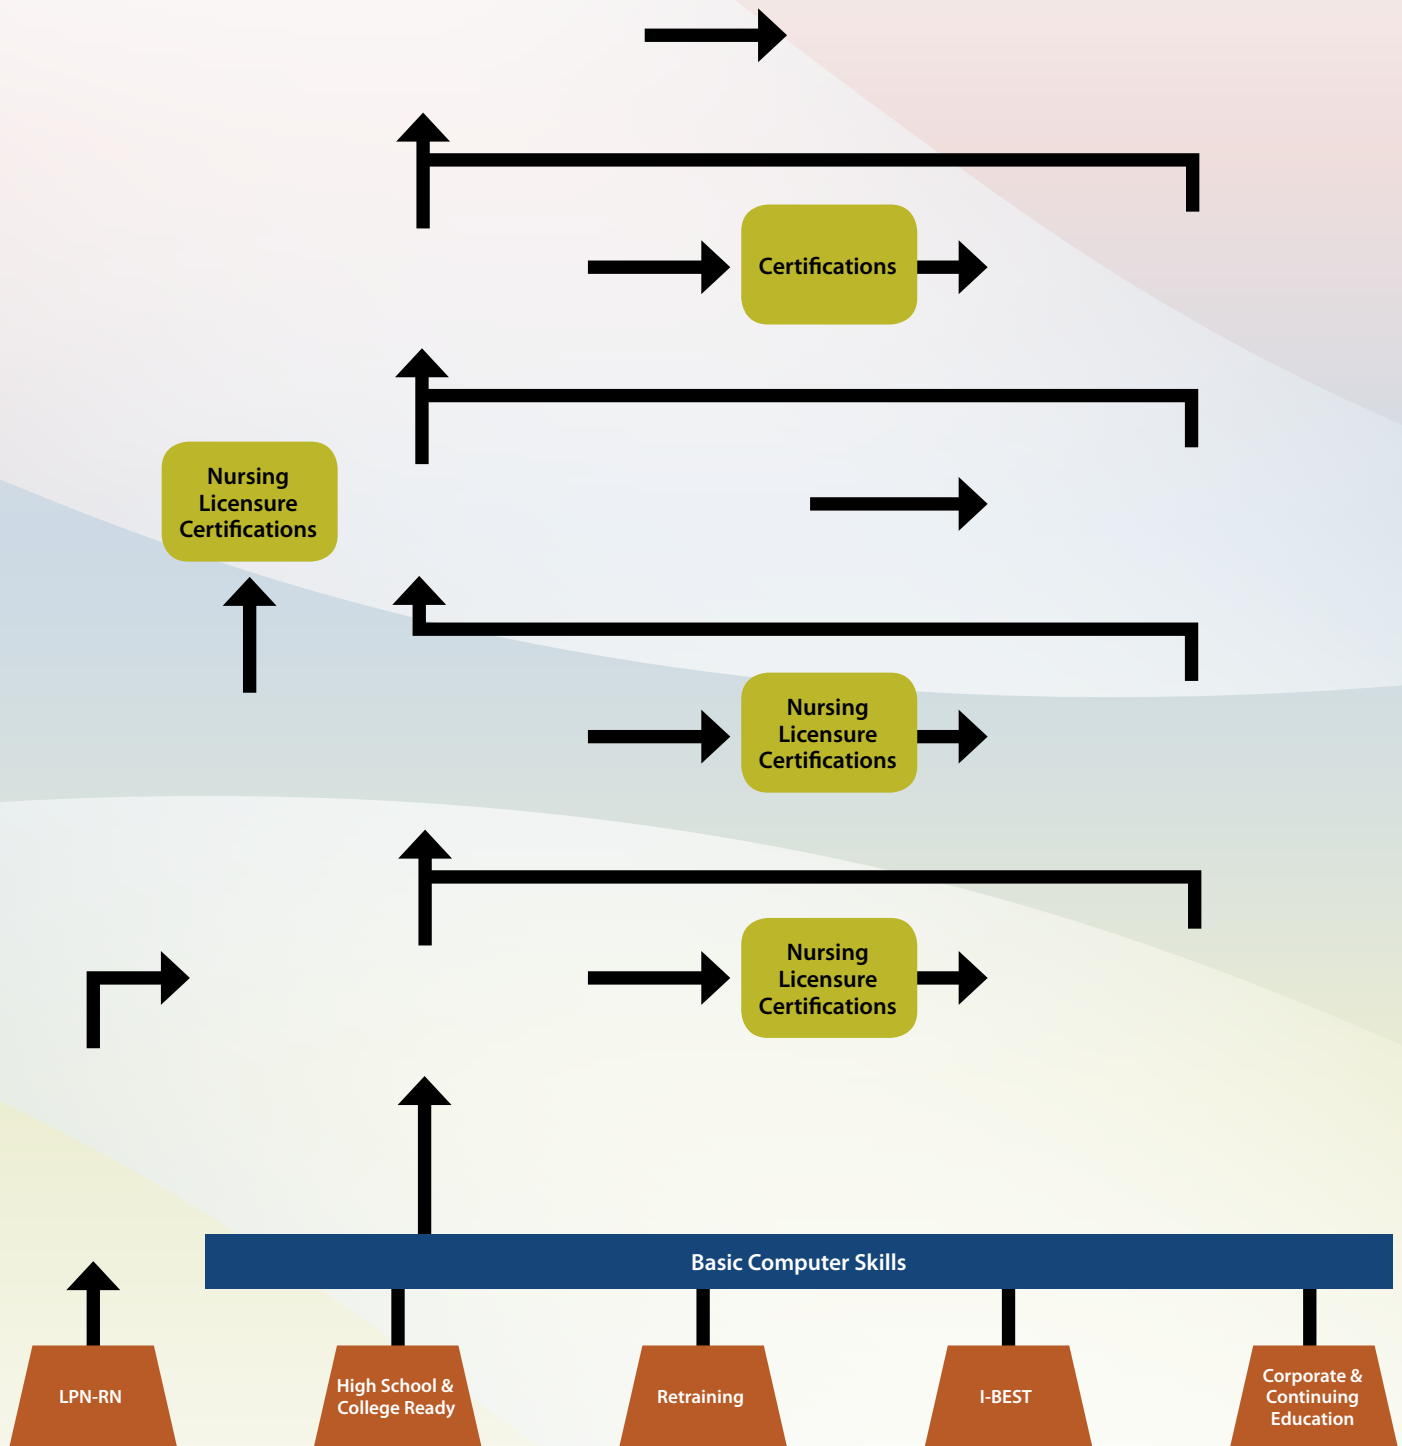 Certifications
Nursing
Licensure
Certifications
Nursing
Licensure
Certifications
Nursing
Licensure
Certifications
Basic Computer Skills
LPN-RN
High School &
College Ready
Retraining
I-BEST
Corporate &
Continuing
Education